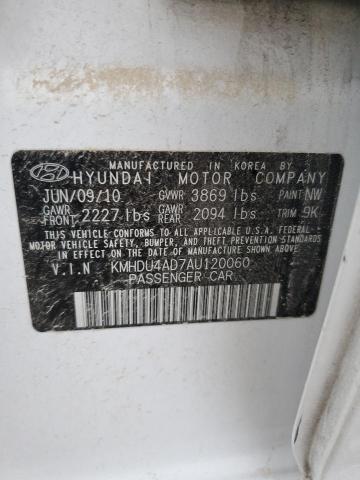 MANUFACTURED IN KOREA BY
HYUNDAI MOTOR COMPANY
JUN/09/10 GVWR 3869 lbs PAINT NW
GAWR FRONT 2227 lbs GAWR REAR 2094 lbs TRIM 9K
THIS VEHICLE CONFORMS TO ALL APPLICABLE U.S.A. FEDERAL
MOTOR VEHICLE SAFETY, BUMPER, AND THEFT PREVENTION
STANDARDS IN EFFECT ON THE DATE OF MANUFACTURE SHOWN ABOVE.
V.I.N KMHDU4AD7AU120060
PASSENGER CAR